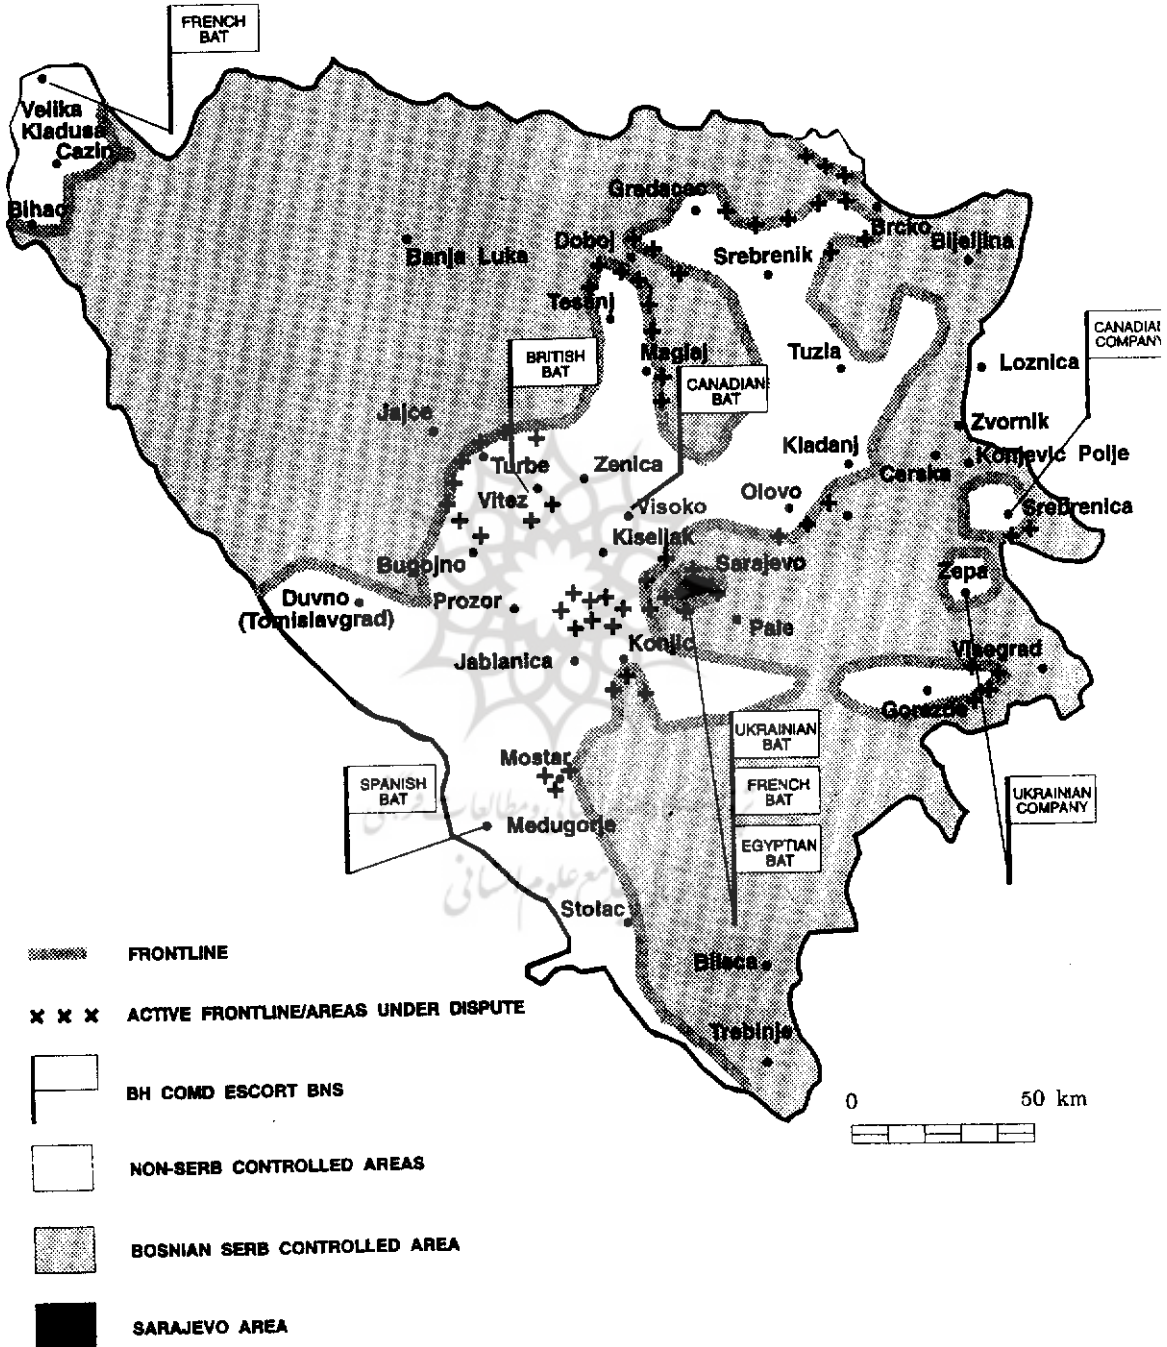 FRENCH
BAT
Velika
Kladusa
Cazin
Bihac
Gradacac
Brcko
Bijeljina
Doboj
Srebrenik
Banja Luka
Tesanj
CANADIAN
COMPANY
BRITISH
BAT
Maglaj
Tuzla
Loznica
CANADIAN
BAT
Jajce
Zvornik
Kladanj
Konjevic Polje
Turbe
Zenica
Cerska
Vitez
Olovo
Visoko
Srebrenica
Kiseljak
Bugojno
Sarajevo
Zepa
Duvno
(Tomislavgrad)
Prozor
Pale
Konjic
Visegrad
Jablanica
Gorazde
UKRAINIAN
BAT
Mostar
SPANISH
BAT
FRENCH
BAT
UKRAINIAN
COMPANY
Medugorje
EGYPTIAN
BAT
Stolac
Bileca
Trebinje
FRONTLINE
ACTIVE FRONTLINE/AREAS UNDER DISPUTE
BH COMD ESCORT BNS
NON-SERB CONTROLLED AREAS
BOSNIAN SERB CONTROLLED AREA
SARAJEVO AREA
0 50 km